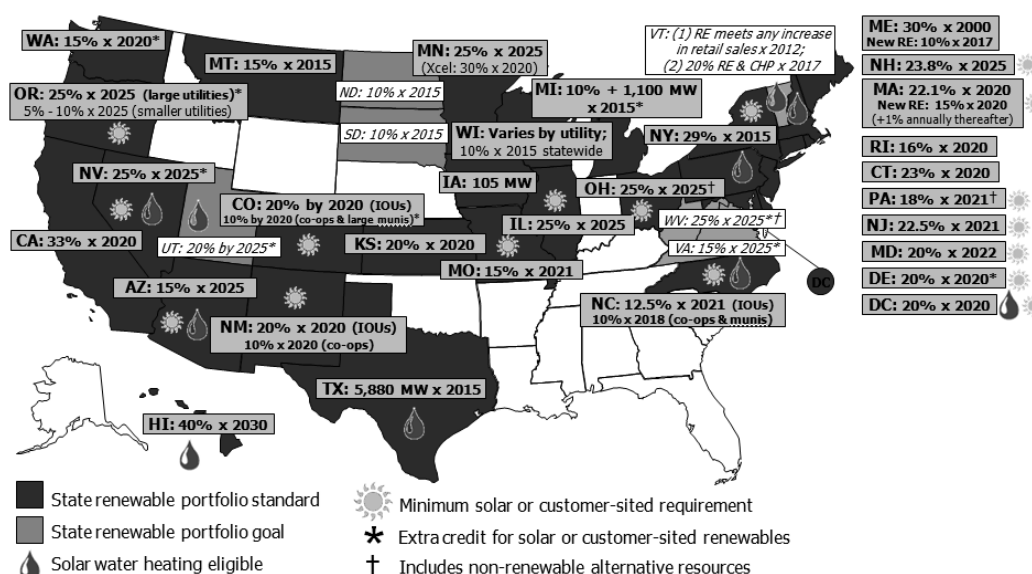 WA: 15% x 2020*
MT: 15% x 2015
MN: 25% x 2025
(Xcel: 30% x 2020)
VT: (1) RE meets any increase
in retail sales x 2012;
(2) 20% RE & CHP x 2017
ME: 30% x 2000
New RE: 10% x 2017
NH: 23.8% x 2025
OR: 25% x 2025 (large utilities)*
5% - 10% x 2025 (smaller utilities)
ND: 10% x 2015
MI: 10% + 1,100 MW
x 2015*
MA: 22.1% x 2020
New RE: 15% x 2020
(+1% annually thereafter)
SD: 10% x 2015
WI: Varies by utility;
10% x 2015 statewide
NY: 29% x 2015
RI: 16% x 2020
CT: 23% x 2020
NV: 25% x 2025*
IA: 105 MW
OH: 25% x 2025†
PA: 18% x 2021†
CO: 20% by 2020 (IOUs)
10% by 2020 (co-ops & large munis)*
IL: 25% x 2025
WV: 25% x 2025*†
NJ: 22.5% x 2021
CA: 33% x 2020
UT: 20% by 2025*
KS: 20% x 2020
VA: 15% x 2025*
MD: 20% x 2022
MO: 15% x 2021
DE: 20% x 2020*
AZ: 15% x 2025
DC
DC: 20% x 2020
NC: 12.5% x 2021 (IOUs)
10% x 2018 (co-ops & munis)
NM: 20% x 2020 (IOUs)
10% x 2020 (co-ops)
TX: 5,880 MW x 2015
HI: 40% x 2030
State renewable portfolio standard
Minimum solar or customer-sited requirement
State renewable portfolio goal
* Extra credit for solar or customer-sited renewables
Solar water heating eligible
† Includes non-renewable alternative resources